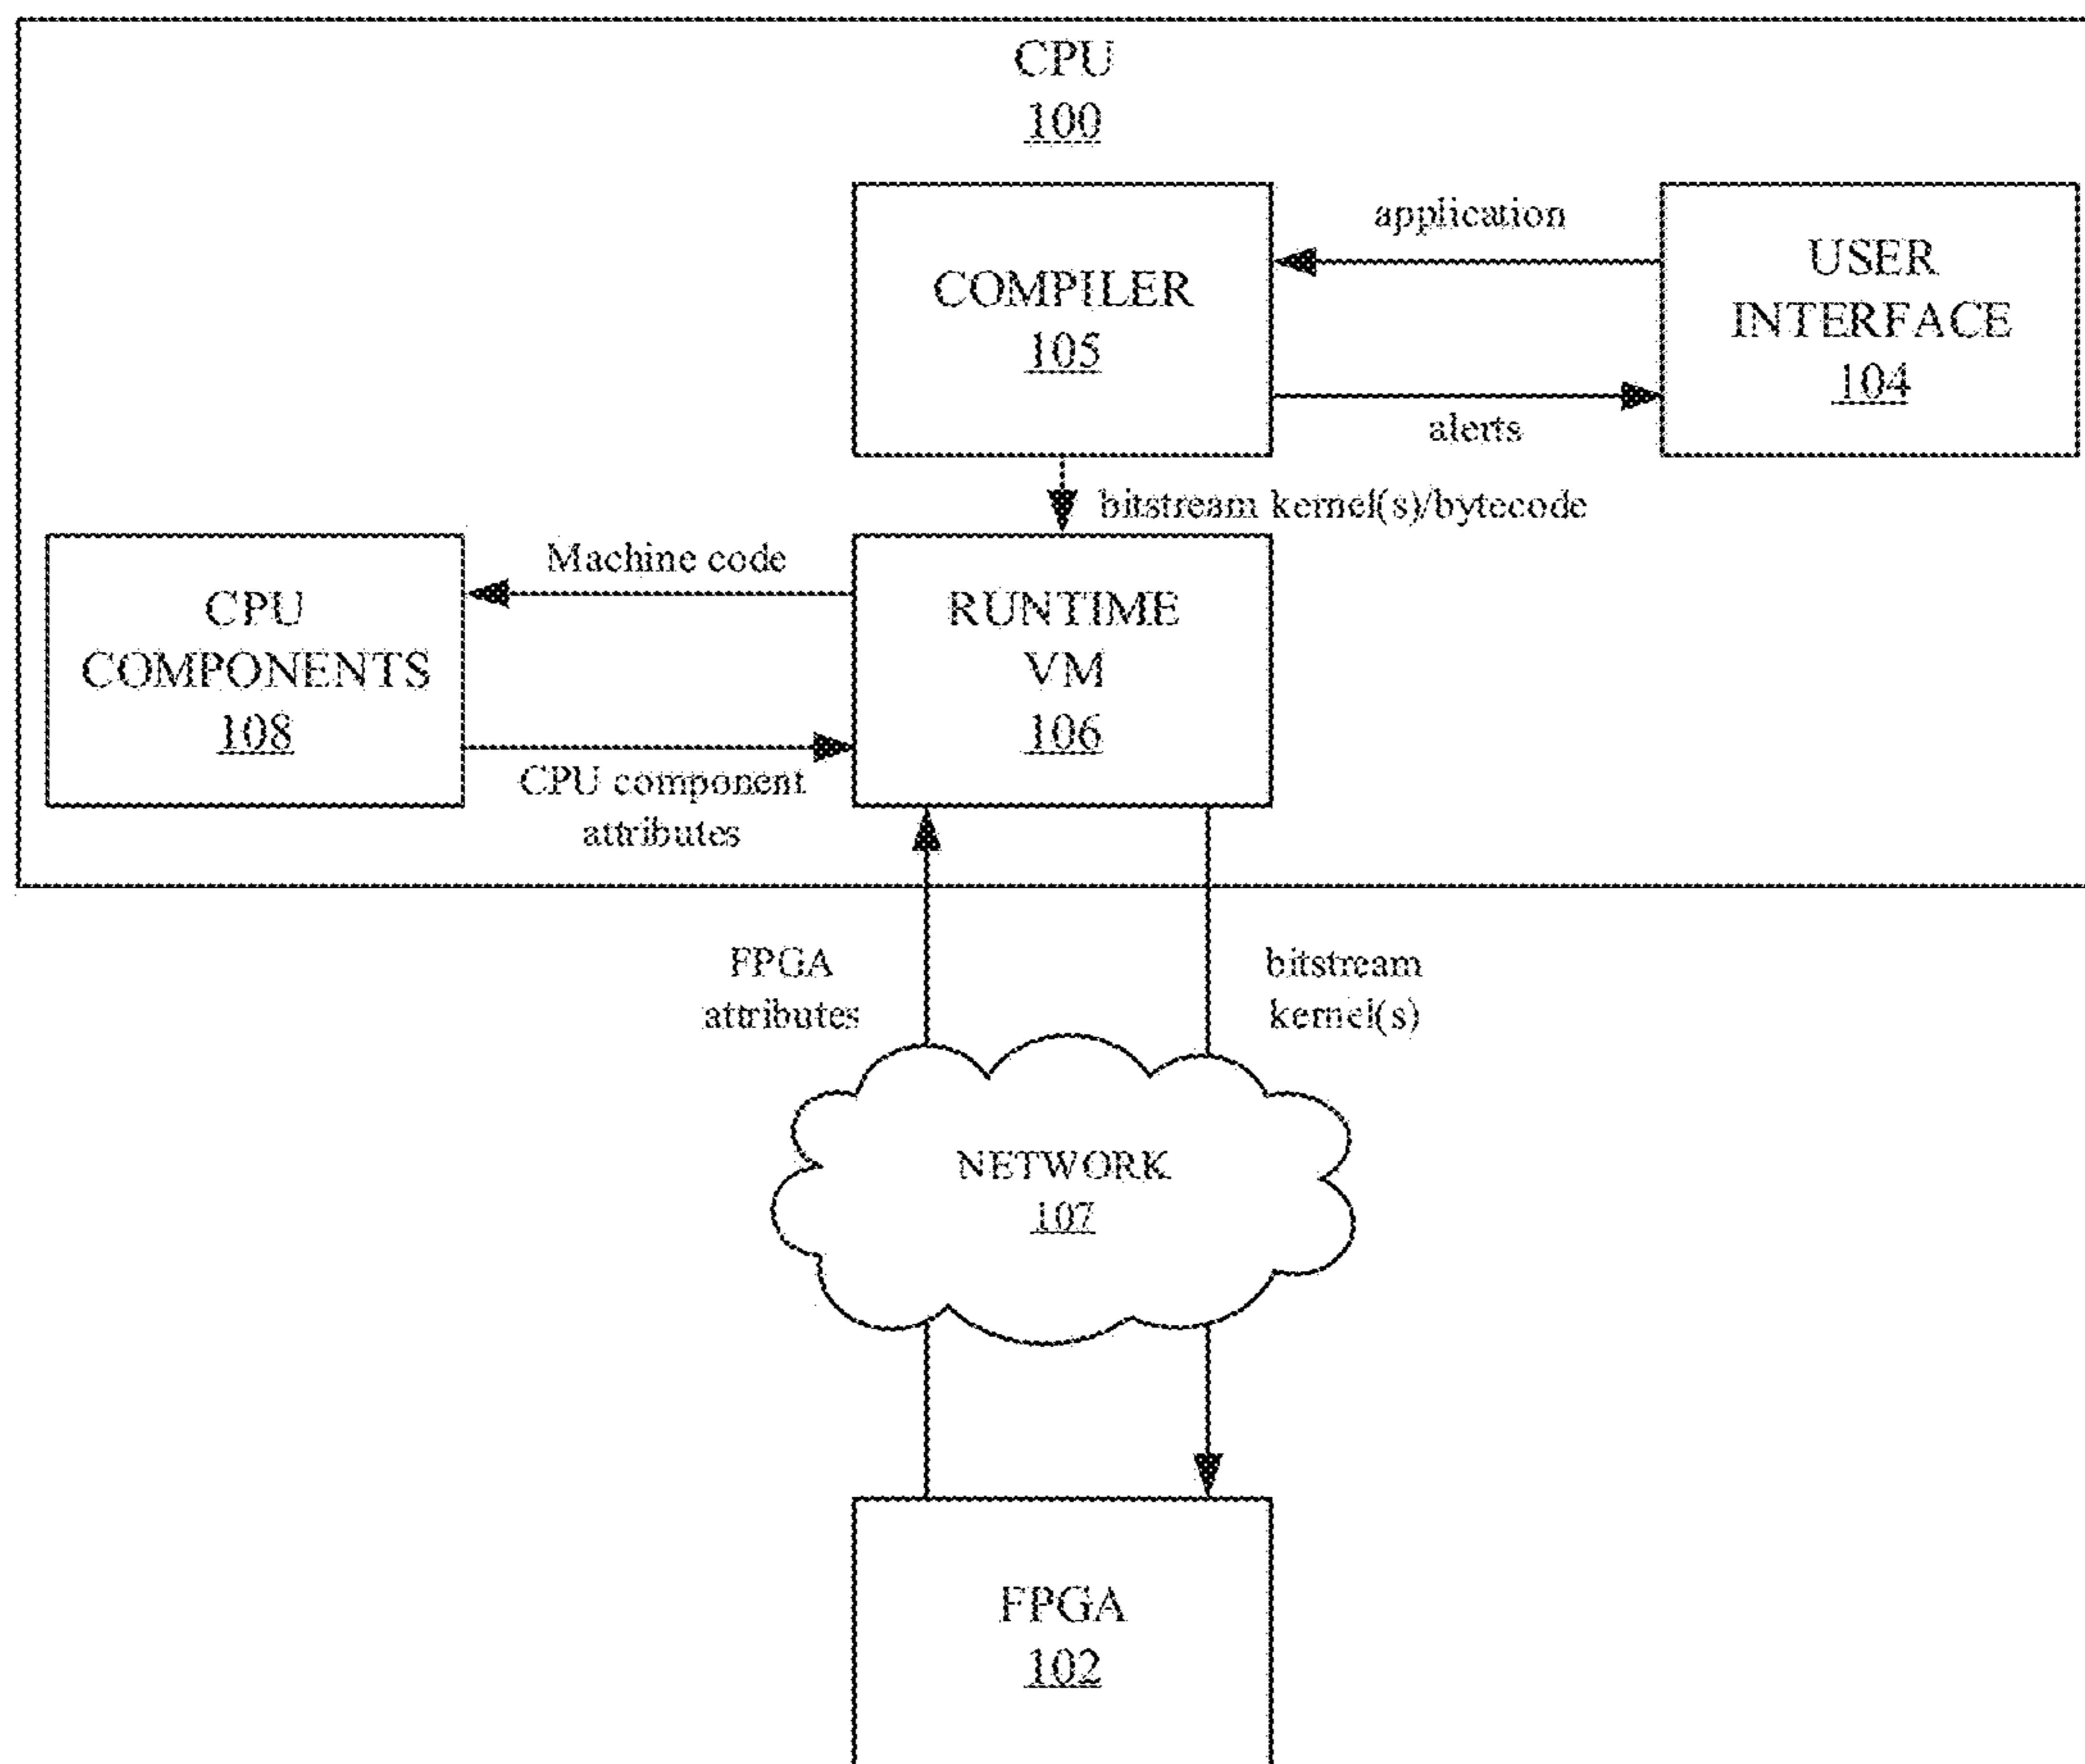 CPU
100
application
COMPILER
105
USER
INTERFACE
104
alerts
bitstream kernel(s)/bytecode
Machine code
CPU
COMPONENTS
108
RUNTIME
VM
106
CPU component
attributes
FPGA
attributes
bitstream
kernel(s)
NETWORK
107
FPGA
102